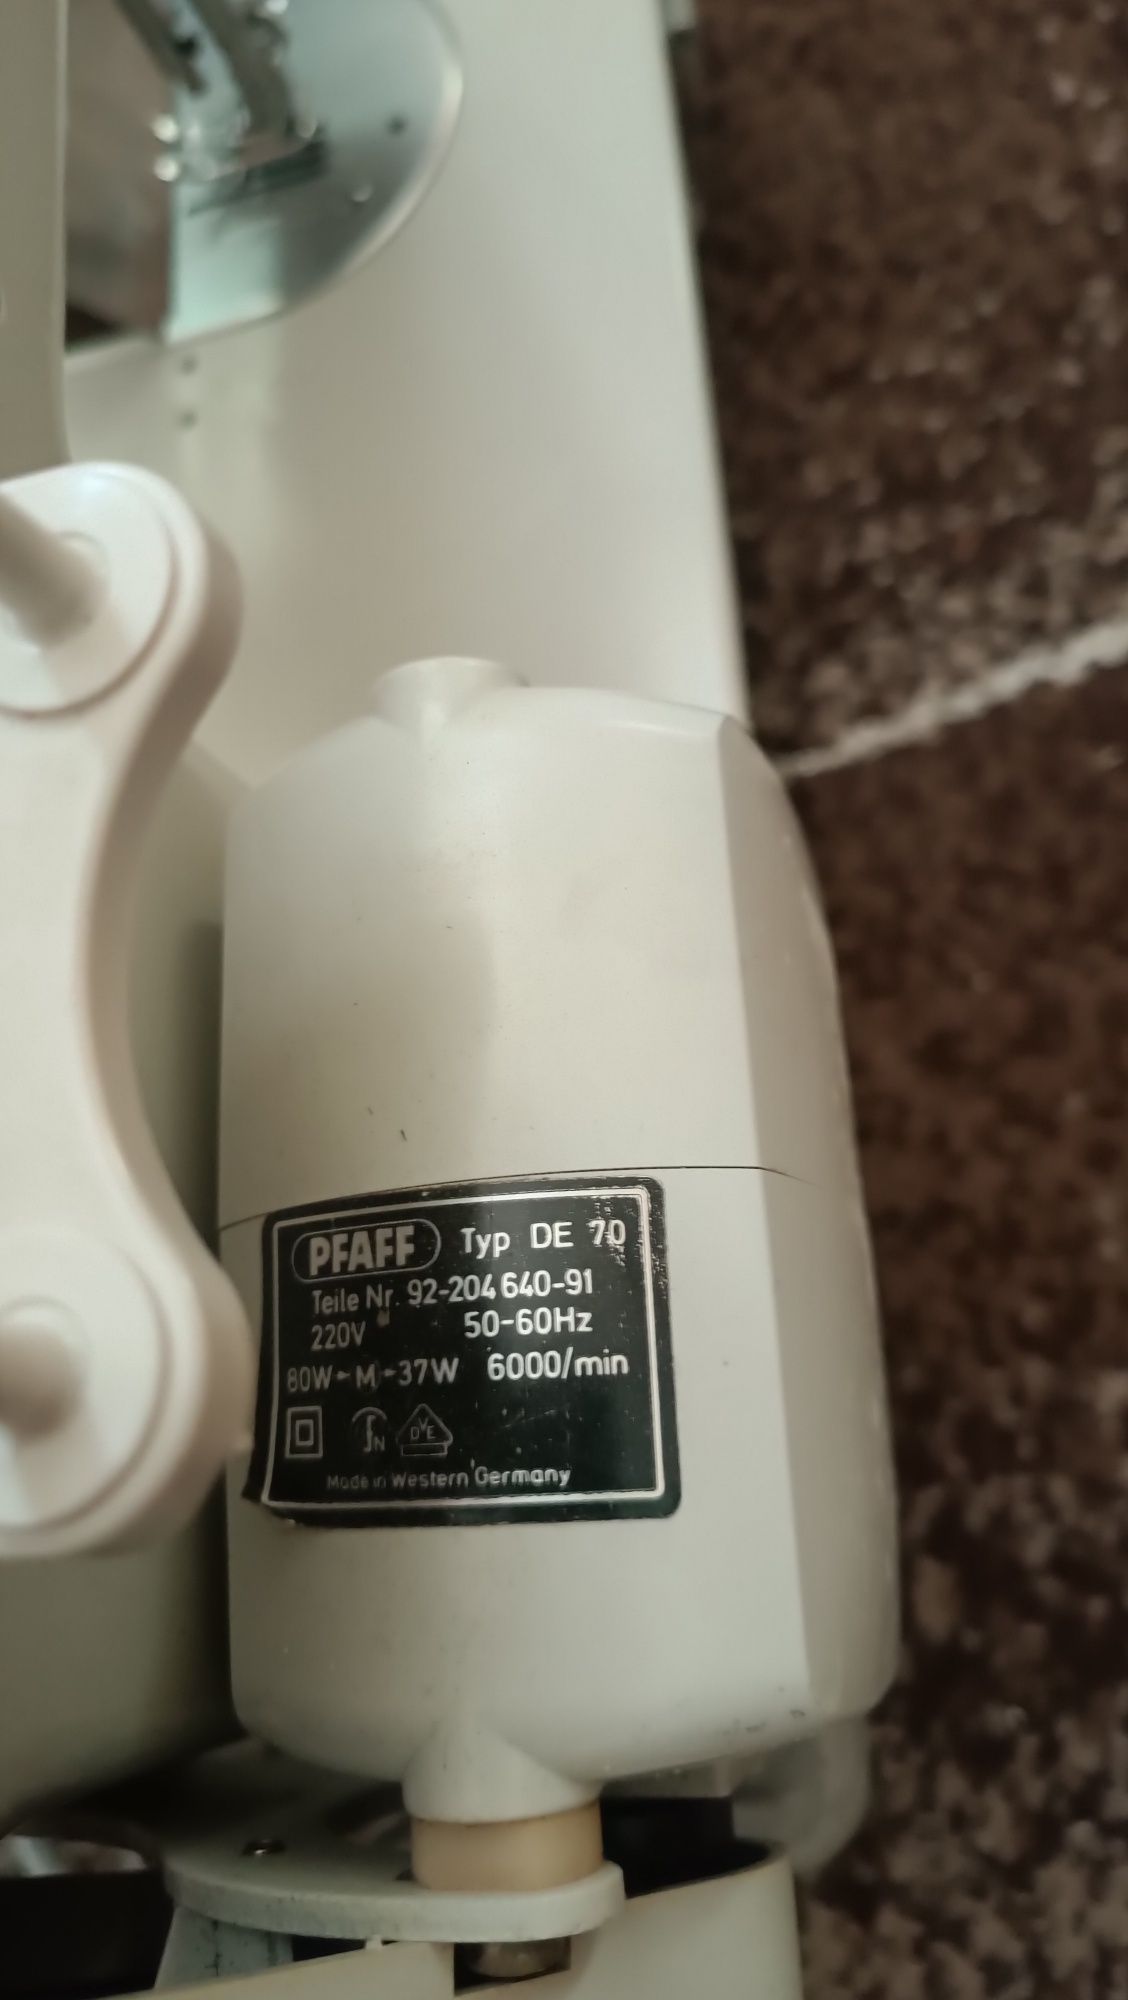 PFAFF Typ DE 70
Teile Nr. 92-204 640-91
220V 50-60Hz
80W-M-37W 6000/min
N DVE
Made in Western Germany